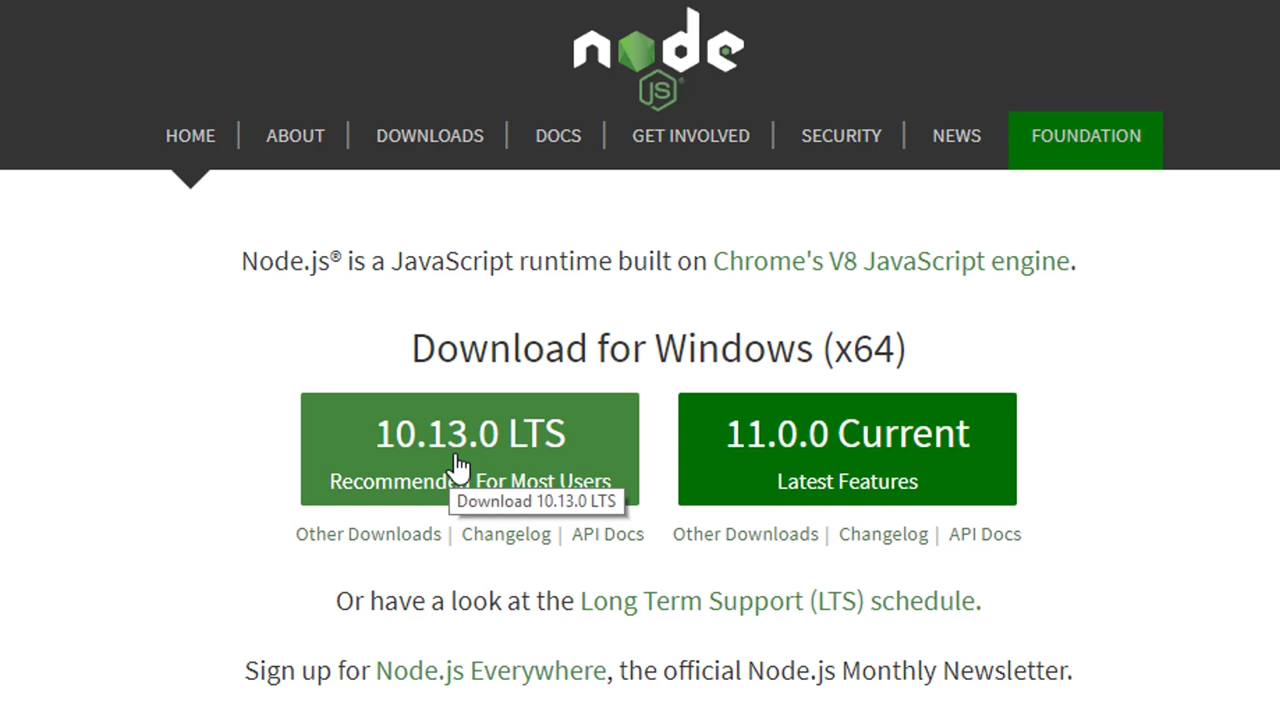 node
JS
HOME | ABOUT | DOWNLOADS | DOCS | GET INVOLVED | SECURITY | NEWS FOUNDATION
Node.js® is a JavaScript runtime built on Chrome's V8 JavaScript engine.
Download for Windows (x64)
10.13.0 LTS
Recommended For Most Users
Download 10.13.0 LTS
Other Downloads | Changelog | API Docs
11.0.0 Current
Latest Features
Other Downloads | Changelog | API Docs
Or have a look at the Long Term Support (LTS) schedule.
Sign up for Node.js Everywhere, the official Node.js Monthly Newsletter.